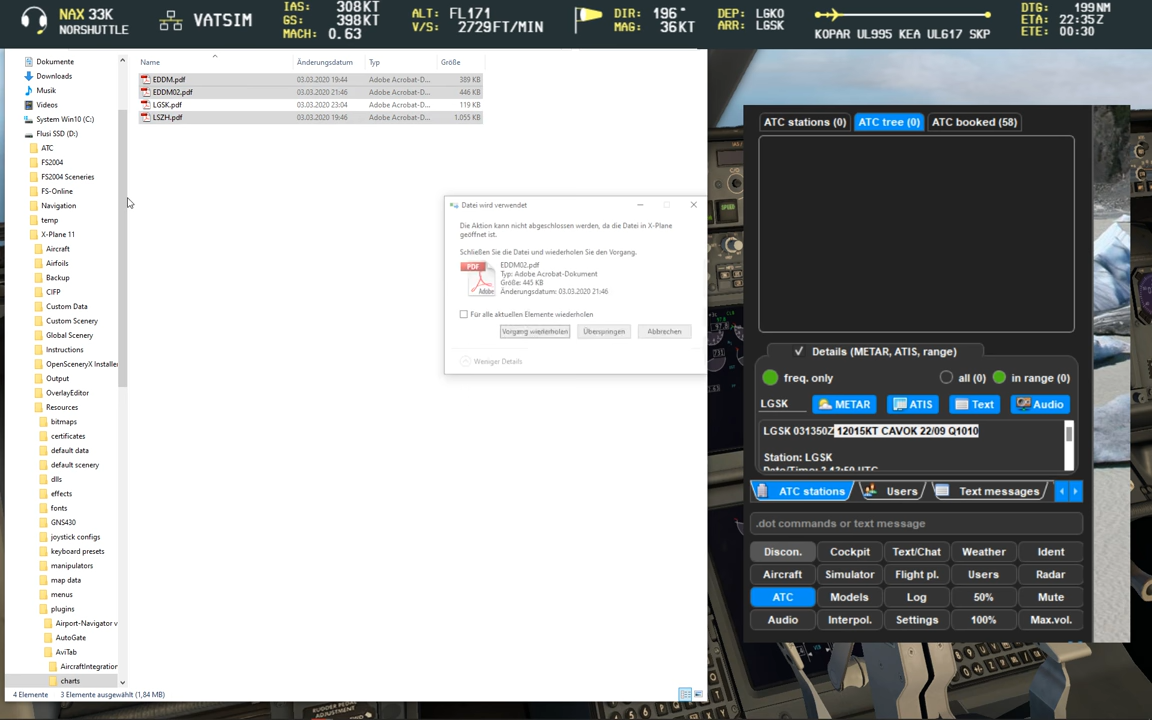 NAX 33K
NORSHUTTLE
VATSIM
IAS: 308KT
GS: 398KT
MACH: 0.63
ALT: FL171
V/S: 2729FT/MIN
DIR: 196°
MAG: 36KT
DEP: LGKO
ARR: LGSK
KOPAR UL995 KEA UL617 SKP
DTG: 199NM
ETA: 22:35Z
ETE: 00:30
Dokumente
Downloads
Musik
Videos
System Win10 (C:)
Flusi SSD (D:)
ATC
FS2004
FS2004 Sceneries
FS-Online
Navigation
temp
X-Plane 11
Aircraft
Airfoils
Backup
CIFP
Custom Data
Custom Scenery
Global Scenery
Instructions
OpenSceneryX Installer
Output
OverlayEditor
Resources
bitmaps
certificates
default data
default scenery
dlls
effects
fonts
GNS430
joystick configs
keyboard presets
manipulators
map data
menus
plugins
Airport-Navigator v
AutoGate
AviTab
AircraftIntegration
charts
Name Änderungsdatum Typ Größe
EDDM.pdf 03.03.2020 19:44 Adobe Acrobat-D... 389 KB
EDDM02.pdf 03.03.2020 21:46 Adobe Acrobat-D... 446 KB
LGSK.pdf 03.03.2020 23:04 Adobe Acrobat-D... 119 KB
LSZH.pdf 03.03.2020 19:46 Adobe Acrobat-D... 1.055 KB
Datei wird verwendet
Die Aktion kann nicht abgeschlossen werden, da die Datei in X-Plane
geöffnet ist.
Schließen Sie die Datei und wiederholen Sie den Vorgang.
EDDM02.pdf
Typ: Adobe Acrobat-Dokument
Größe: 445 KB
Änderungsdatum: 03.03.2020 21:46
PDF
Adobe
Für alle aktuellen Elemente wiederholen
Vorgang wiederholen Überspringen Abbrechen
Weniger Details
4 Elemente 3 Elemente ausgewählt (1,84 MB)
ATC stations (0) ATC tree (0) ATC booked (58)
Details (METAR, ATIS, range)
freq. only all (0) in range (0)
LGSK METAR ATIS Text Audio
LGSK 031350Z 12015KT CAVOK 22/09 Q1010
Station: LGSK
ATC stations Users Text messages
.dot commands or text message
Discon. Cockpit Text/Chat Weather Ident
Aircraft Simulator Flight pl. Users Radar
ATC Models Log 50% Mute
Audio Interpol. Settings 100% Max.vol.